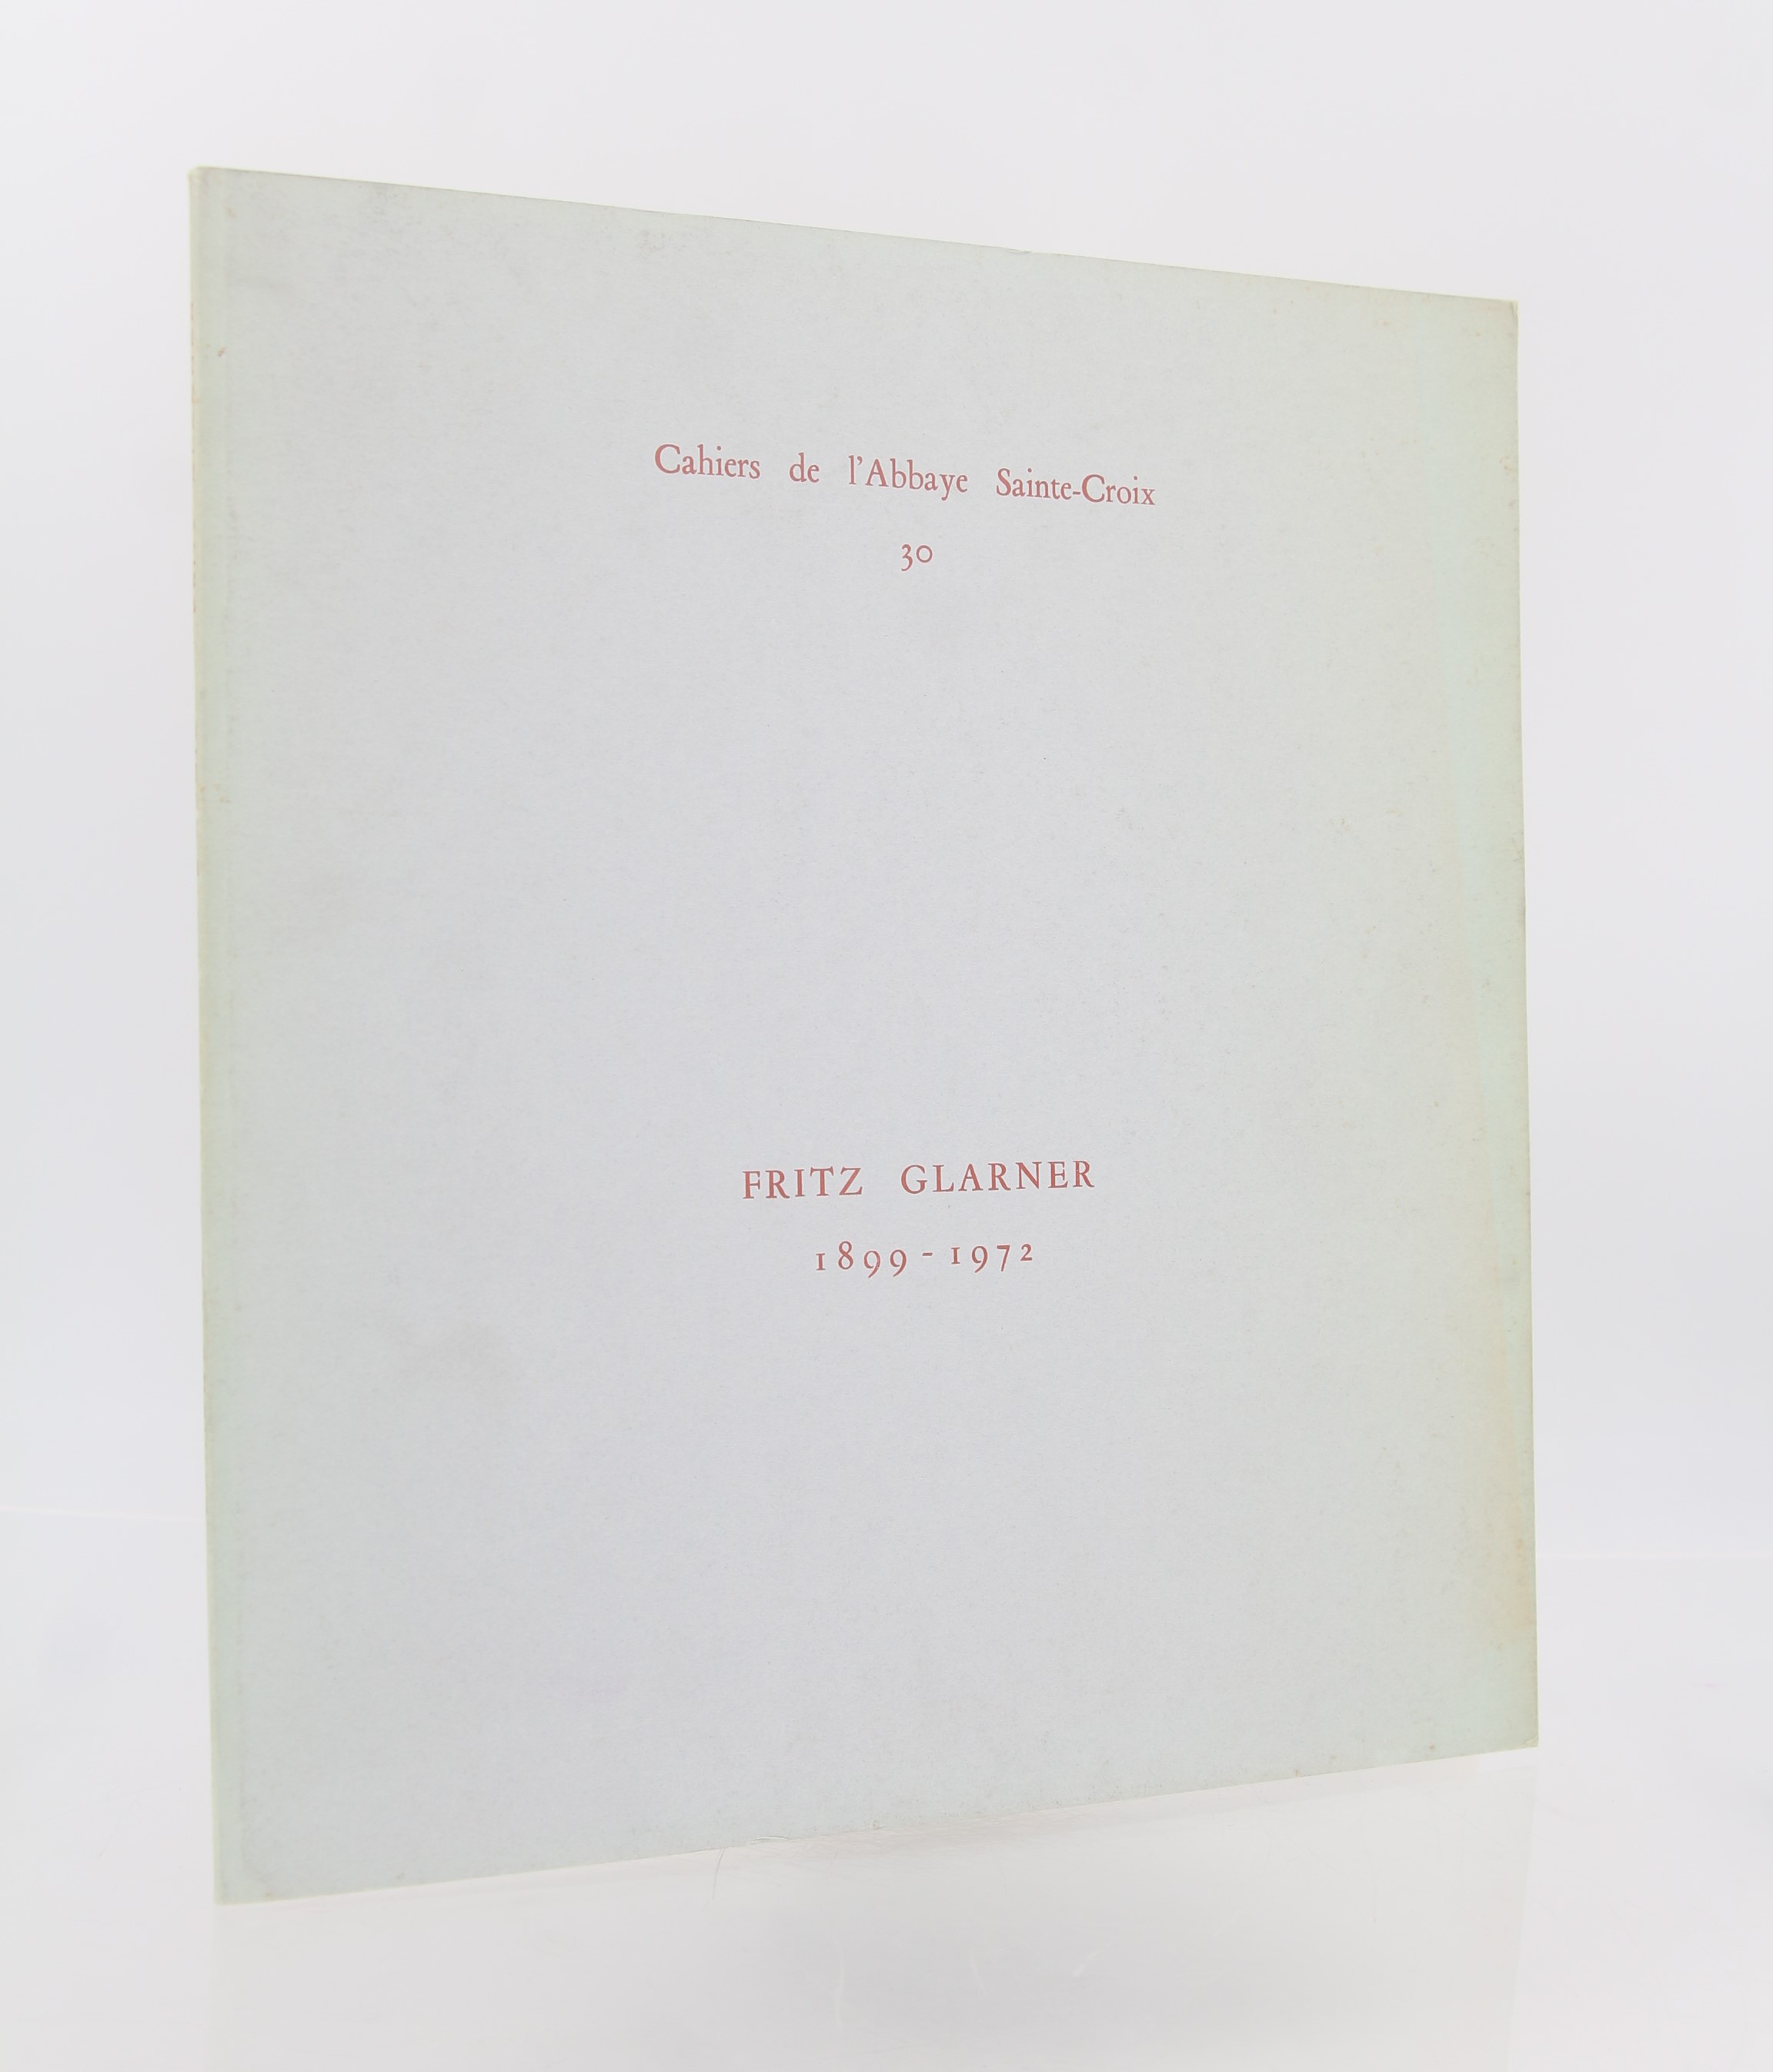 Cahiers de l'Abbaye Sainte-Croix
30
FRITZ GLARNER
1899-1972